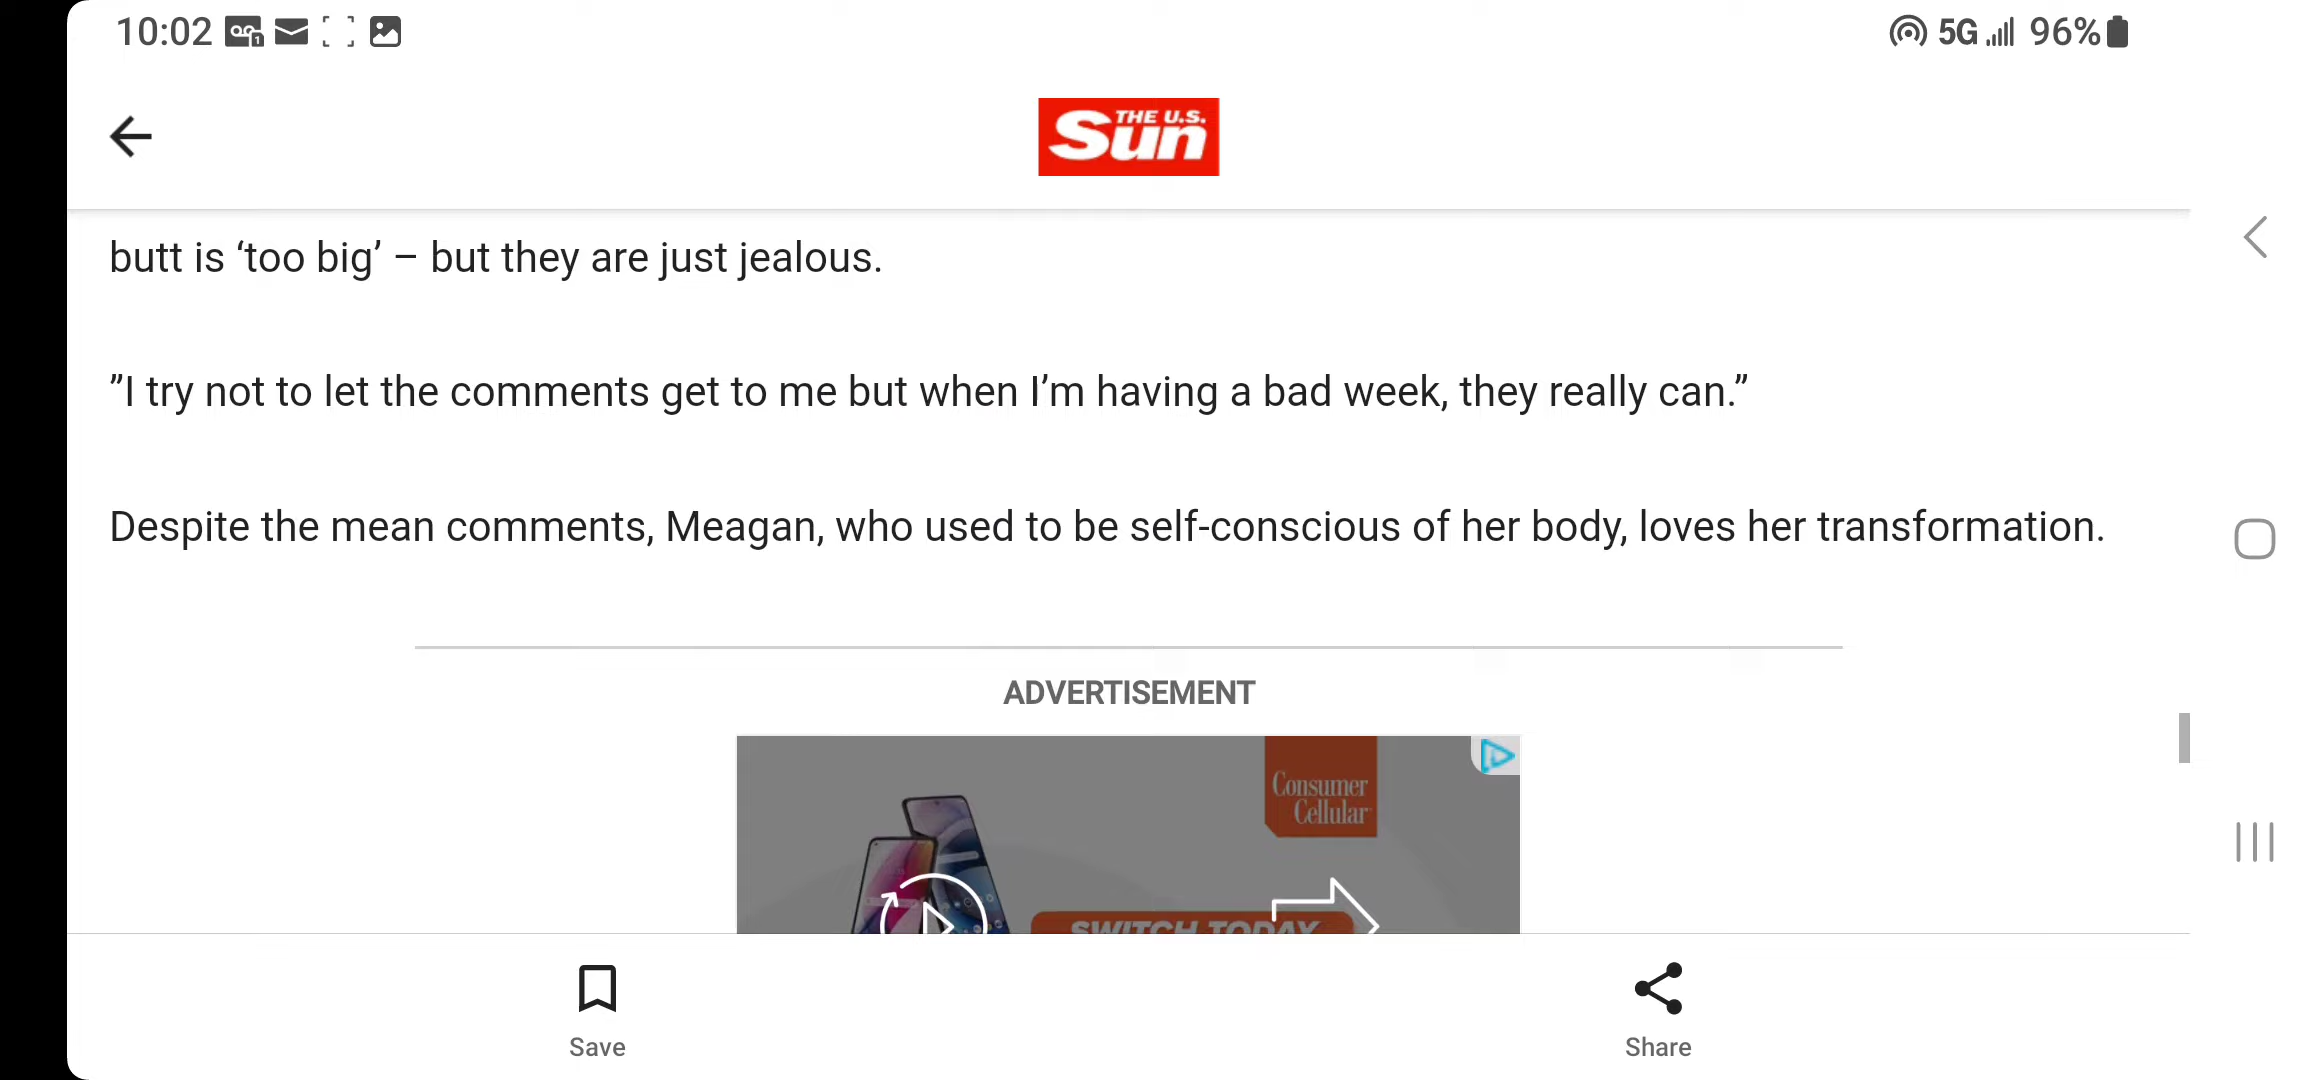 10:02
5G 96%
THE U.S.
Sun
butt is ‘too big’ – but they are just jealous.
”I try not to let the comments get to me but when I’m having a bad week, they really can.”
Despite the mean comments, Meagan, who used to be self-conscious of her body, loves her transformation.
ADVERTISEMENT
Consumer
Cellular
SWITCH TODAY
Save
Share